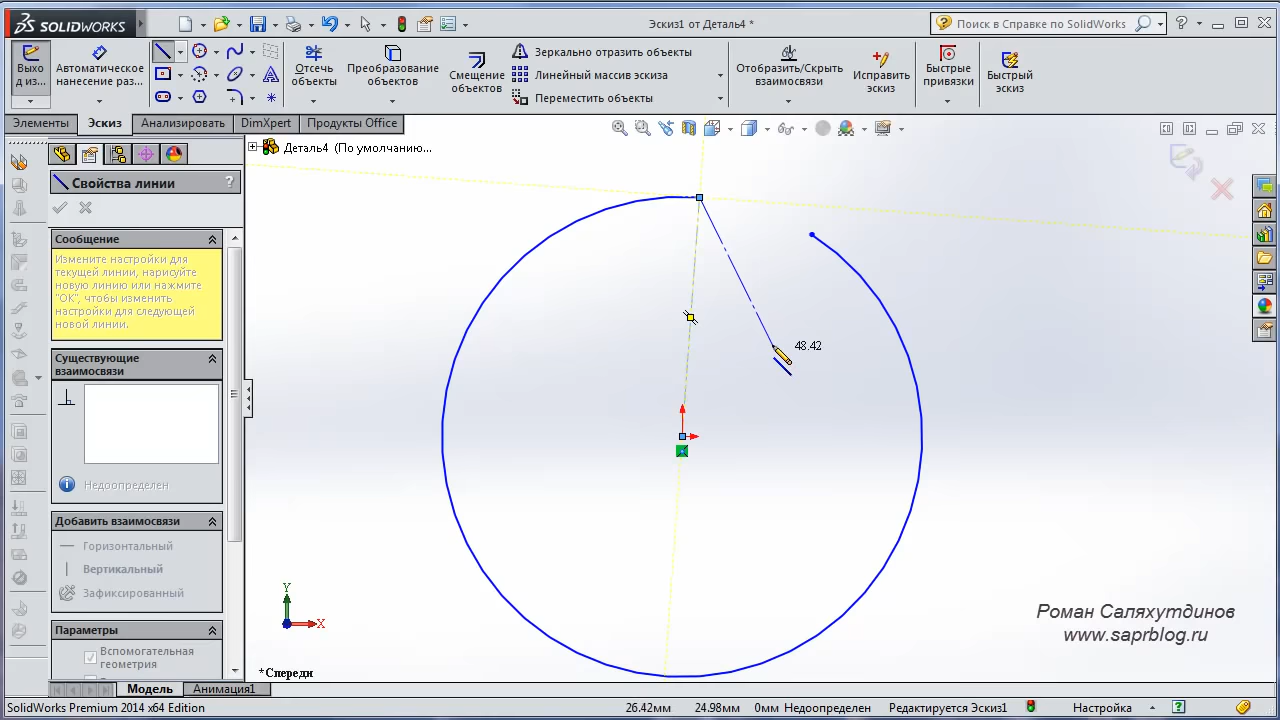 SOLIDWORKS
Эскиз1 от Деталь4 *
Поиск в Справке по SolidWorks
Выхо
д из...
Автоматическое
нанесение раз...
Отсечь
объекты
Преобразование
объектов
Смещение
объектов
Зеркально отразить объекты
Линейный массив эскиза
Переместить объекты
Отобразить/Скрыть
взаимосвязи
Исправить
эскиз
Быстрые
привязки
Быстрый
эскиз
Элементы
Эскиз
Анализировать
DimXpert
Продукты Office
Деталь4 (По умолчанию...
Свойства линии
?
Сообщение
Измените настройки для
текущей линии, нарисуйте
новую линию или нажмите
"ОК", чтобы изменить
настройки для следующей
новой линии.
Существующие
взаимосвязи
Недоопределен
Добавить взаимосвязи
Горизонтальный
Вертикальный
Зафиксированный
Параметры
Вспомогательная
геометрия
48.42
Y
X
*Спереди
Роман Саляхутдинов
www.saprblog.ru
Модель
Анимация1
SolidWorks Premium 2014 x64 Edition
26.42мм
24.98мм
0мм
Недоопределен
Редактируется Эскиз1
Настройка